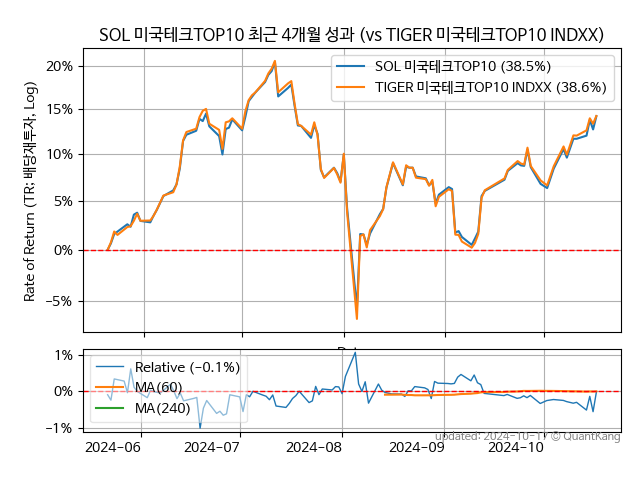 SOL 미국테크TOP10 최근 4개월 성과 (vs TIGER 미국테크TOP10 INDXX)
SOL 미국테크TOP10 (38.5%)
TIGER 미국테크TOP10 INDXX (38.6%)
Rate of Return (TR: 배당재투자, Log)
20%
15%
10%
5%
0%
−5%
1%
0%
−1%
Relative (−0.1%)
MA(60)
MA(240)
2024-06
2024-07
2024-08
2024-09
2024-10
updated: 2024-10-17 © QuantKang